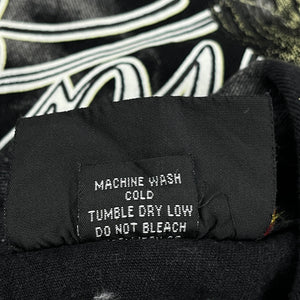 MACHINE WASH
COLD
TUMBLE DRY LOW
DO NOT BLEACH